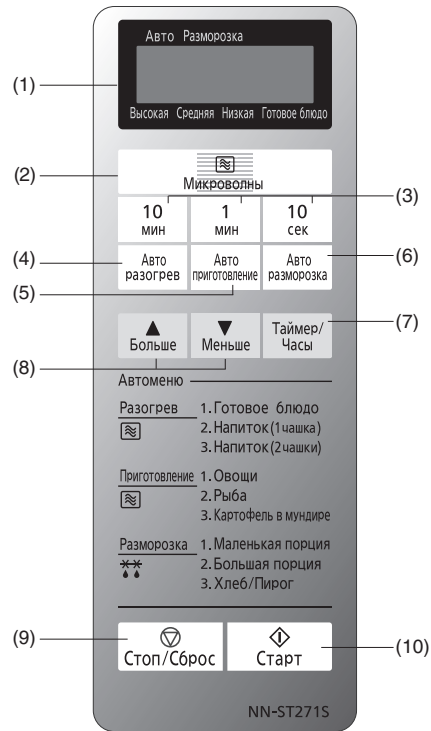 Авто Разморозка
(1)
Высокая Средняя Низкая Готовое блюдо
(2)
Микроволны
(3)
10 мин
1 мин
10 сек
(4)
Авто разогрев
(5)
Авто приготовление
(6)
Авто разморозка
(7)
▲ Больше
▼ Меньше
Таймер/
Часы
(8)
Автоменю
Разогрев
1. Готовое блюдо
2. Напиток (1 чашка)
3. Напиток (2 чашки)
Приготовление
1. Овощи
2. Рыба
3. Картофель в мундире
Разморозка
1. Маленькая порция
2. Большая порция
3. Хлеб/Пирог
(9)
Стоп/Сброс
Старт
(10)
NN-ST271S